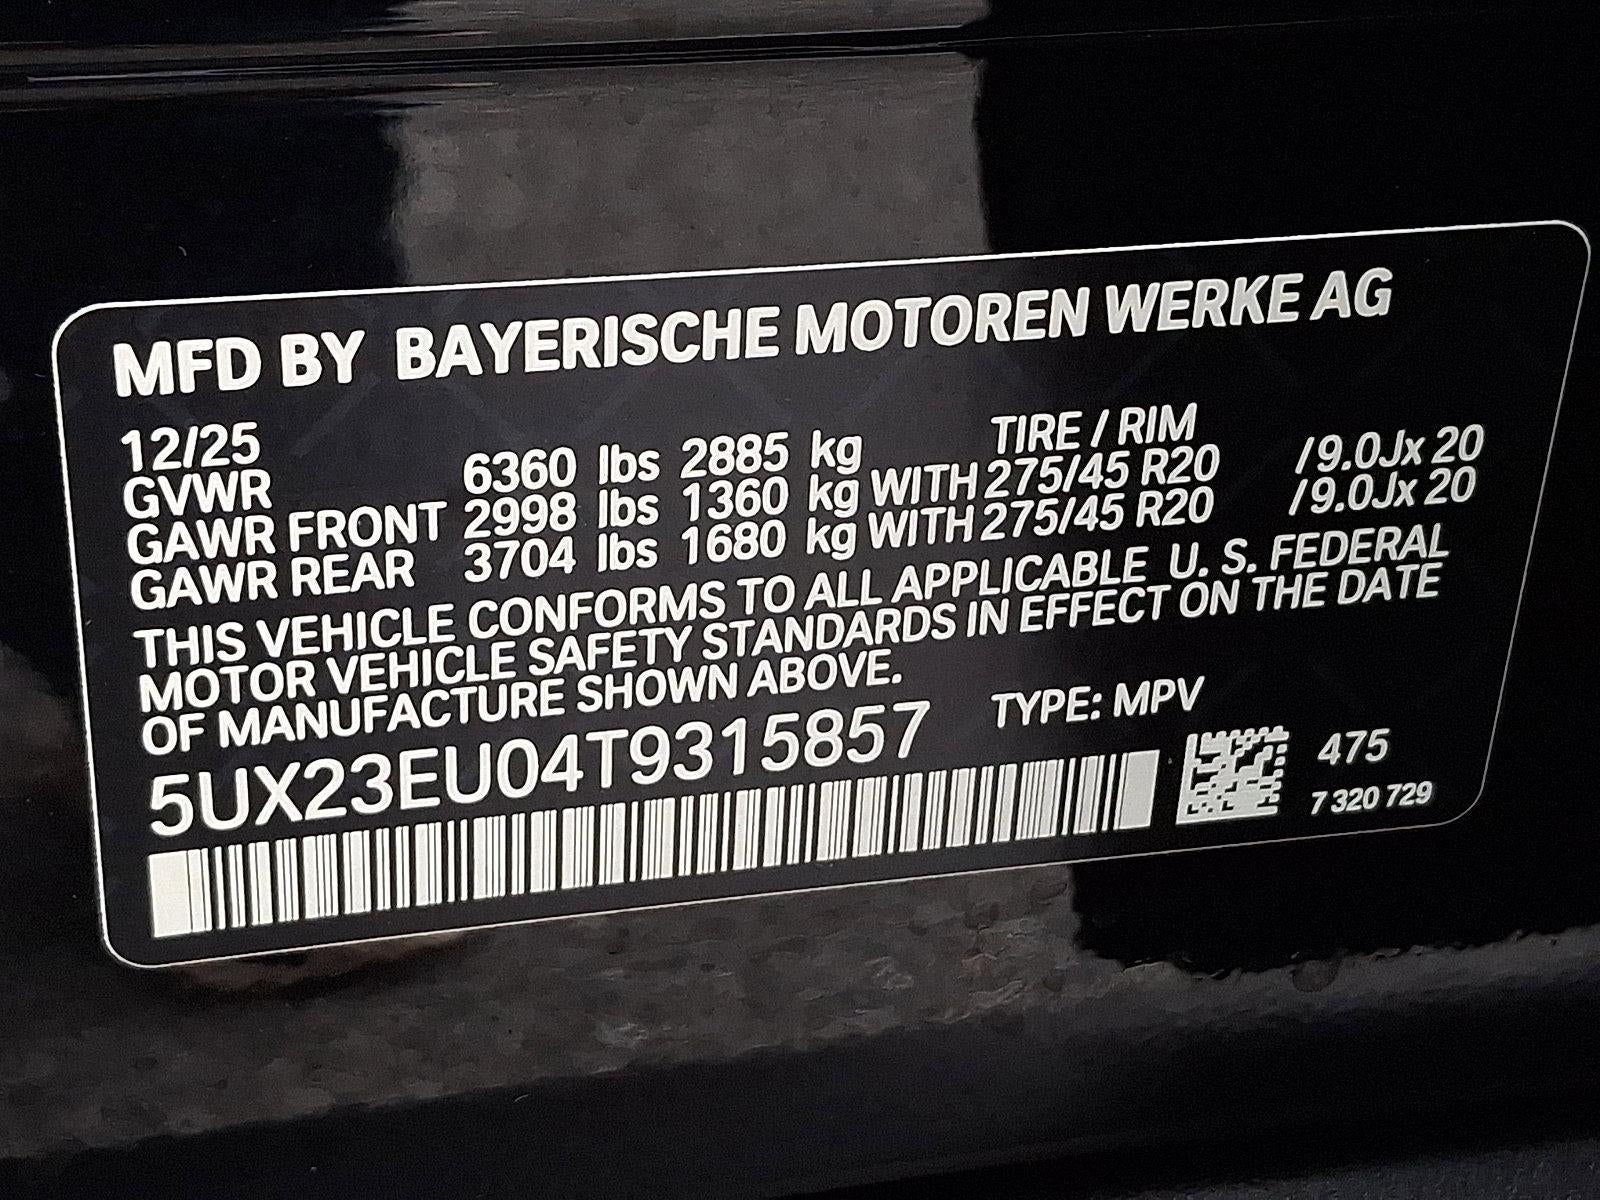 MFD BY BAYERISCHE MOTOREN WERKE AG
12/25 TIRE / RIM
GVWR 6360 lbs 2885 kg
GAWR FRONT 2998 lbs 1360 kg WITH 275/45 R20 /9.0Jx 20
GAWR REAR 3704 lbs 1680 kg WITH 275/45 R20 /9.0Jx 20
THIS VEHICLE CONFORMS TO ALL APPLICABLE U. S. FEDERAL
MOTOR VEHICLE SAFETY STANDARDS IN EFFECT ON THE DATE
OF MANUFACTURE SHOWN ABOVE.
5UX23EU04T9315857 TYPE: MPV
475
7 320 729